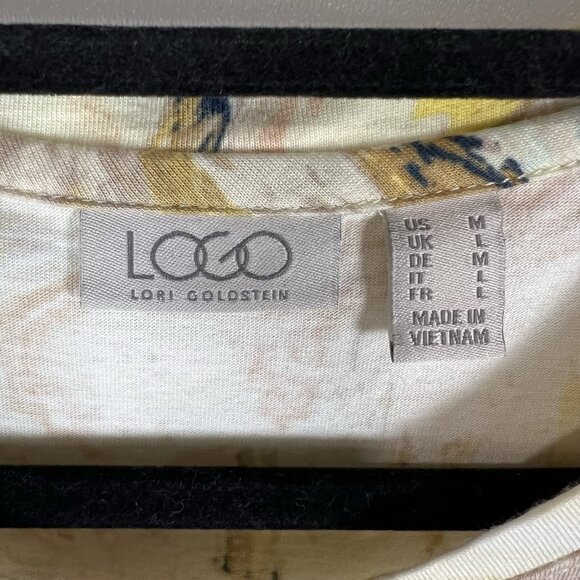 LOGO
LORI GOLDSTEIN
US M
UK L
DE M
IT L
FR L
MADE IN
VIETNAM